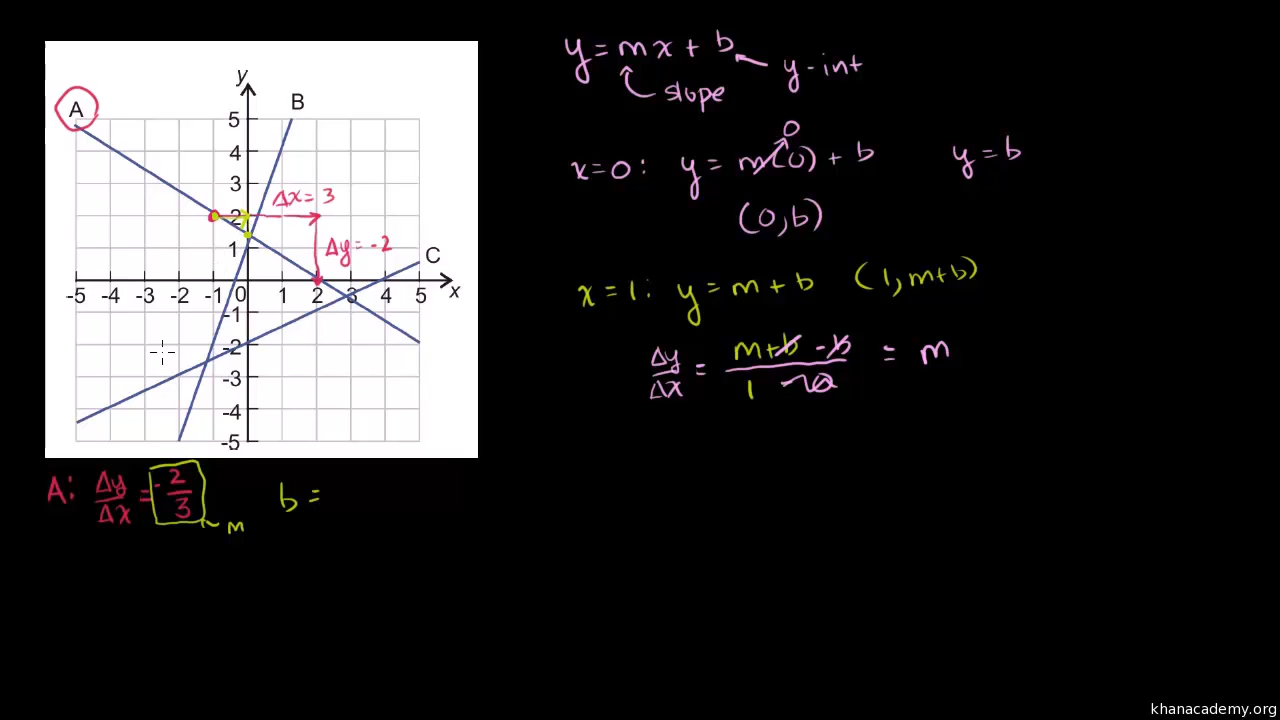 y = mx + b
y-int
slope
x=0: y = m(0) + b y = b
0
(0,b)
x = 1: y = m + b (1, m+b)
Δy/Δx = m+b -b / 1 -0 = m
y
A
B
5
4
3
Δx = 3
2
1
Δy = -2
C
-5 -4 -3 -2 -1 0 1 2 3 4 5 x
-1
-2
-3
-4
-5
A: Δy/Δx = -2/3 m b =
khanacademy.org